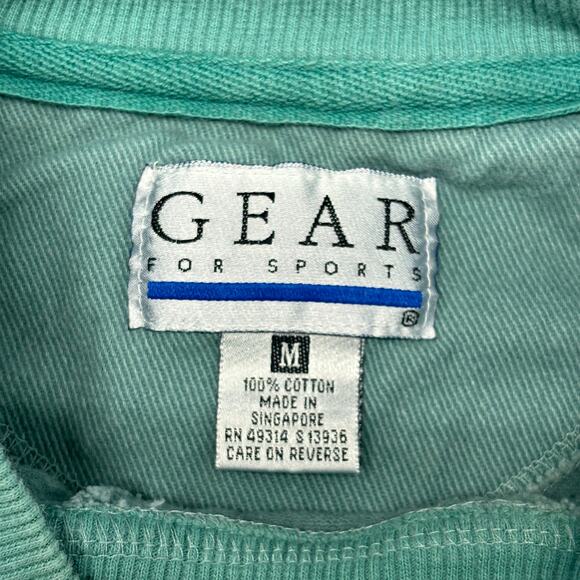 GEAR
FOR SPORTS
®
M
100% COTTON
MADE IN
SINGAPORE
RN 49314 S 13936
CARE ON REVERSE